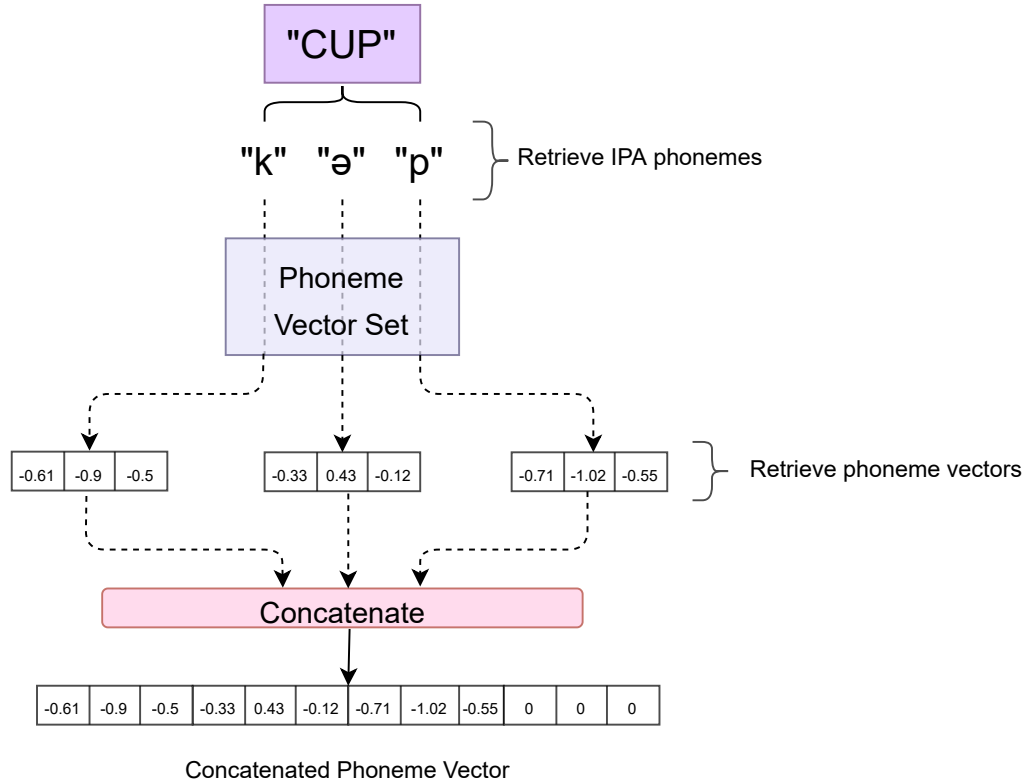 "CUP"
"k" "ə" "p"
Retrieve IPA phonemes
Phoneme
Vector Set
-0.61 -0.9 -0.5 -0.33 0.43 -0.12 -0.71 -1.02 -0.55
Retrieve phoneme vectors
Concatenate
-0.61 -0.9 -0.5 -0.33 0.43 -0.12 -0.71 -1.02 -0.55 0 0 0
Concatenated Phoneme Vector